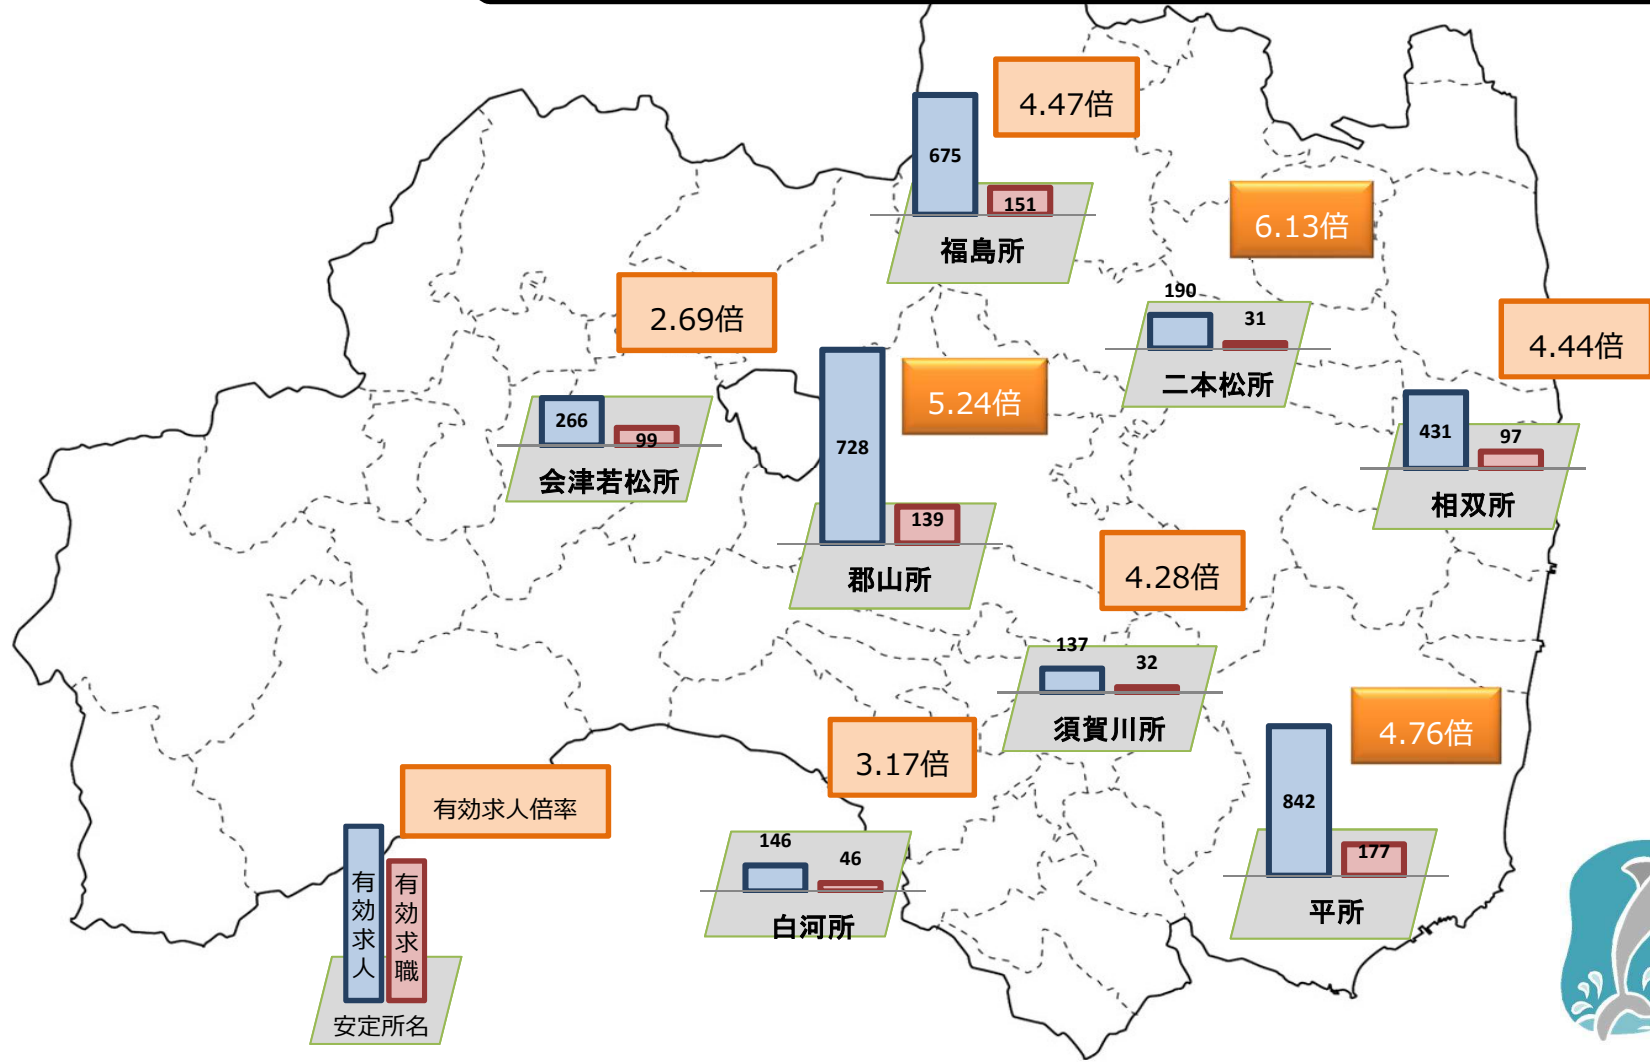 4.47倍
675
151
福島所
6.13倍
190
31
二本松所
2.69倍
266
99
会津若松所
5.24倍
728
139
郡山所
4.44倍
431
97
相双所
4.28倍
137
32
須賀川所
3.17倍
146
46
白河所
4.76倍
842
177
平所
有効求人倍率
有効求人
有効求職
安定所名